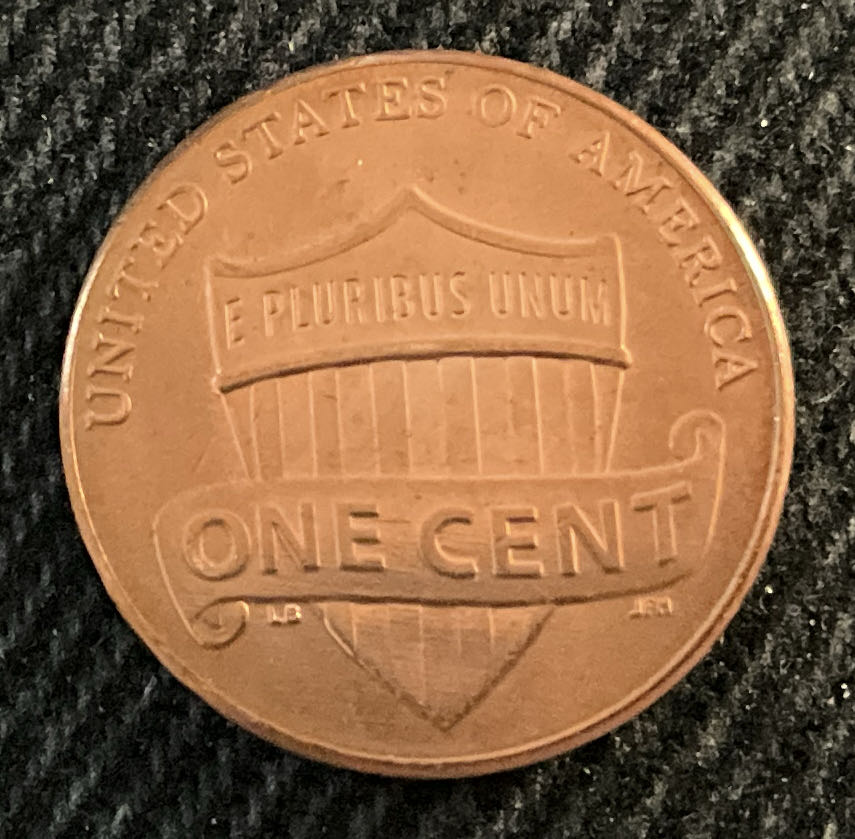 UNITED STATES OF AMERICA
E PLURIBUS UNUM
ONE CENT
LB
JFM